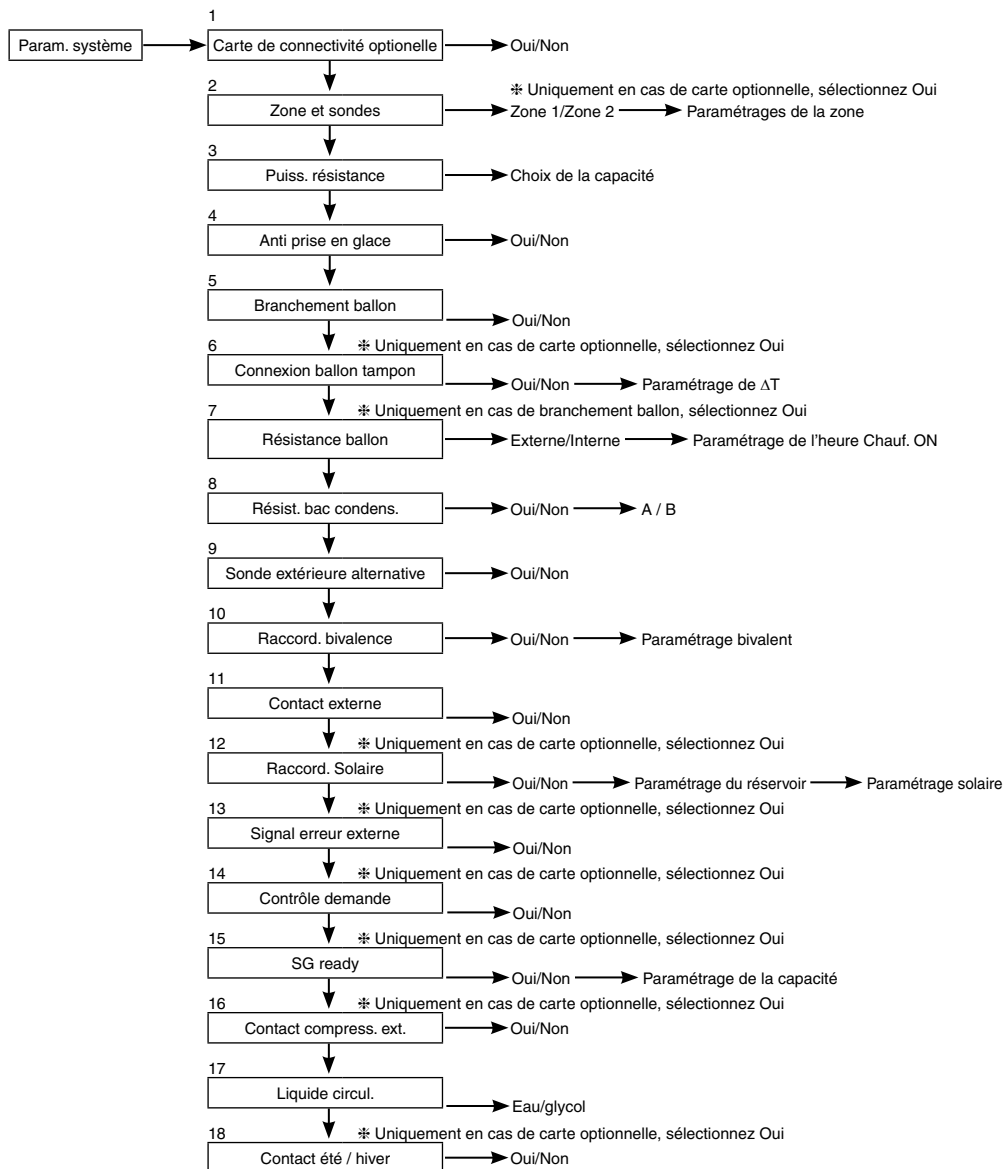 1
Param. système
Carte de connectivité optionelle
Oui/Non
2
❈ Uniquement en cas de carte optionnelle, sélectionnez Oui
Zone et sondes
Zone 1/Zone 2
Paramétrages de la zone
3
Puiss. résistance
Choix de la capacité
4
Anti prise en glace
Oui/Non
5
Branchement ballon
Oui/Non
6
❈ Uniquement en cas de carte optionnelle, sélectionnez Oui
Connexion ballon tampon
Oui/Non
Paramétrage de ∆T
7
❈ Uniquement en cas de branchement ballon, sélectionnez Oui
Résistance ballon
Externe/Interne
Paramétrage de l'heure Chauf. ON
8
Résist. bac condens.
Oui/Non
A / B
9
Sonde extérieure alternative
Oui/Non
10
Raccord. bivalence
Oui/Non
Paramétrage bivalent
11
Contact externe
Oui/Non
12
❈ Uniquement en cas de carte optionnelle, sélectionnez Oui
Raccord. Solaire
Oui/Non
Paramétrage du réservoir
Paramétrage solaire
13
❈ Uniquement en cas de carte optionnelle, sélectionnez Oui
Signal erreur externe
Oui/Non
14
❈ Uniquement en cas de carte optionnelle, sélectionnez Oui
Contrôle demande
Oui/Non
15
❈ Uniquement en cas de carte optionnelle, sélectionnez Oui
SG ready
Oui/Non
Paramétrage de la capacité
16
❈ Uniquement en cas de carte optionnelle, sélectionnez Oui
Contact compress. ext.
Oui/Non
17
Liquide circul.
Eau/glycol
18
❈ Uniquement en cas de carte optionnelle, sélectionnez Oui
Contact été / hiver
Oui/Non